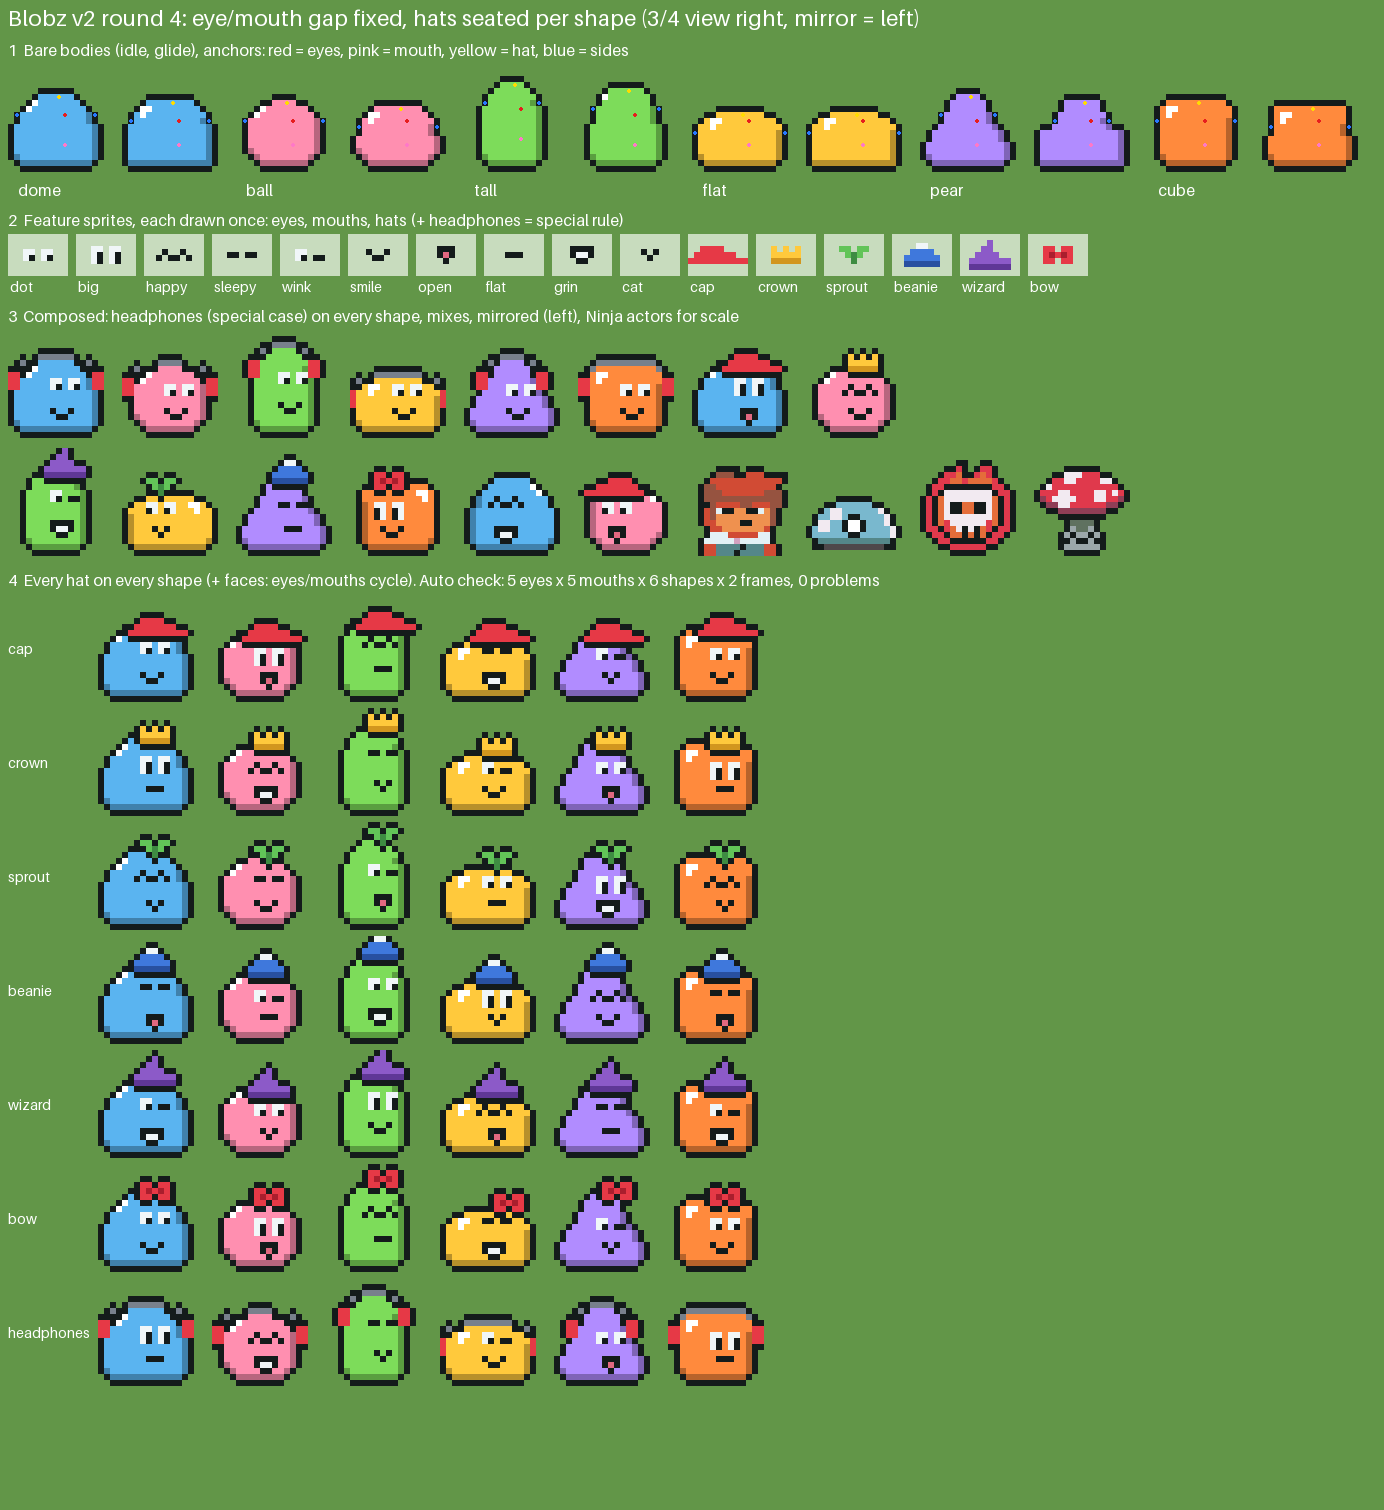 Blobz v2 round 4: eye/mouth gap fixed, hats seated per shape (3/4 view right, mirror = left)
1 Bare bodies (idle, glide), anchors: red = eyes, pink = mouth, yellow = hat, blue = sides
dome ball tall flat pear cube
2 Feature sprites, each drawn once: eyes, mouths, hats (+ headphones = special rule)
dot big happy sleepy wink smile open flat grin cat cap crown sprout beanie wizard bow
3 Composed: headphones (special case) on every shape, mixes, mirrored (left), Ninja actors for scale
4 Every hat on every shape (+ faces: eyes/mouths cycle). Auto check: 5 eyes x 5 mouths x 6 shapes x 2 frames, 0 problems
cap
crown
sprout
beanie
wizard
bow
headphones